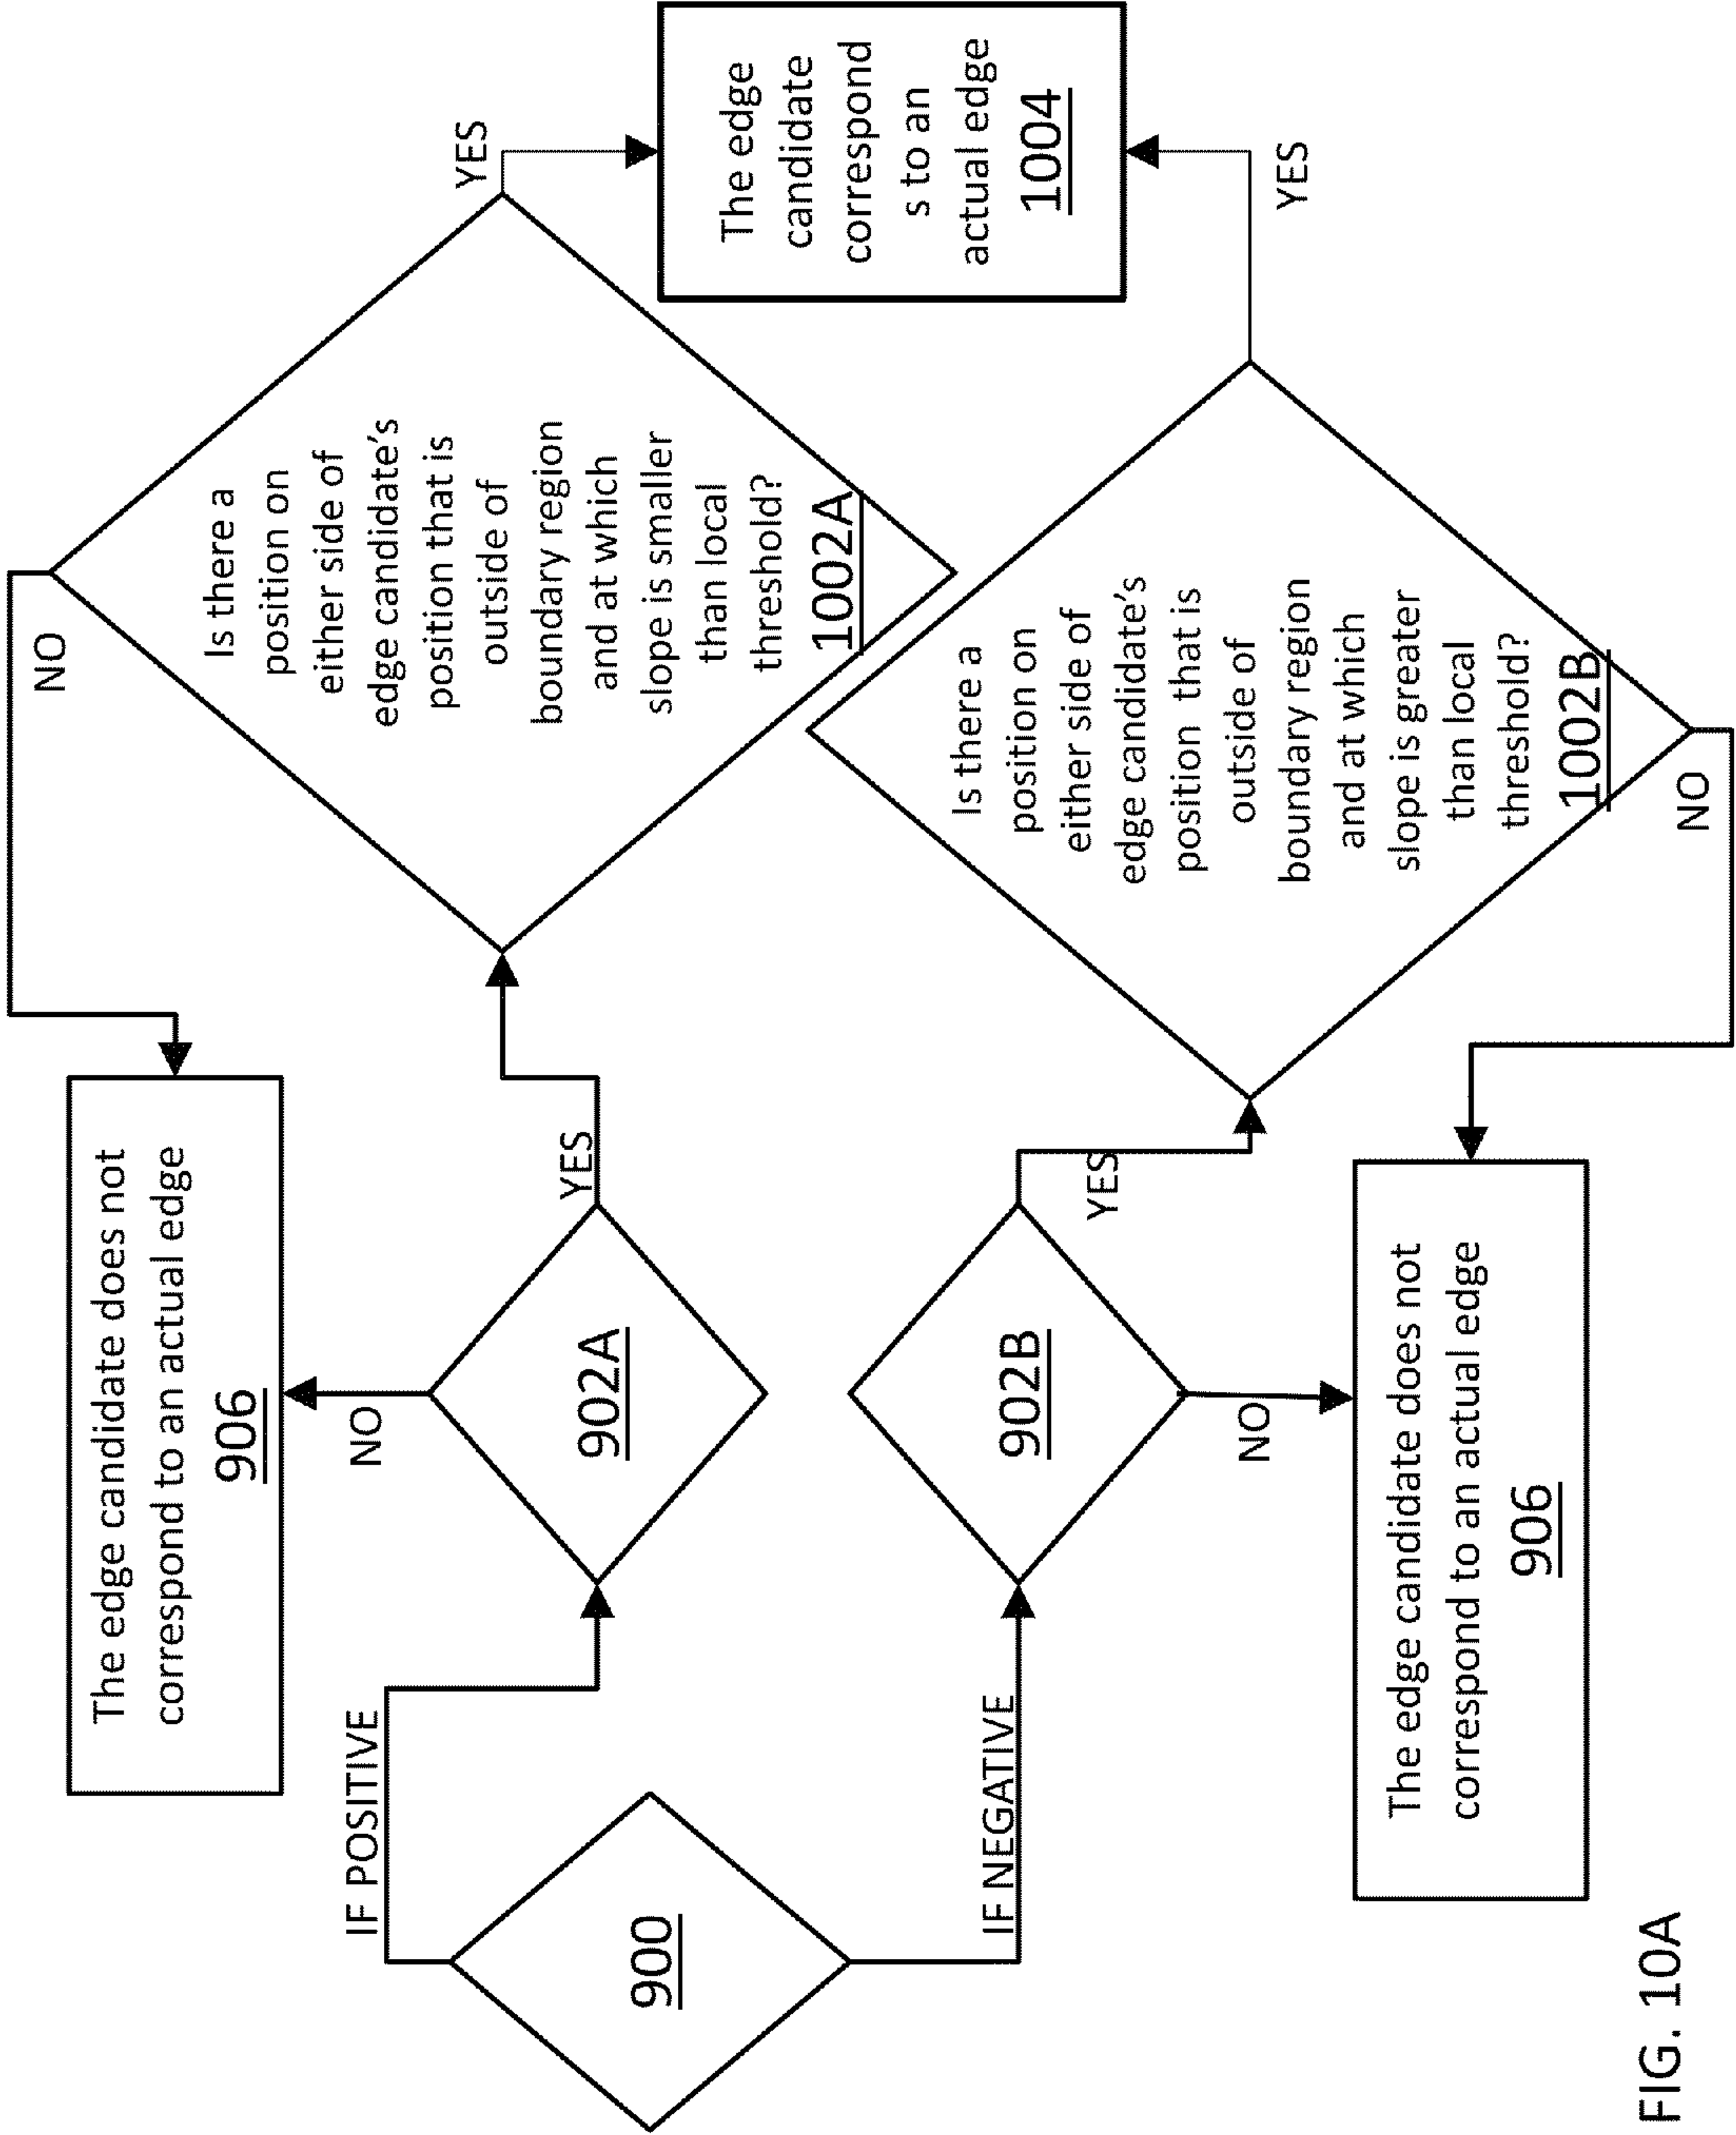 The edge candidate does not
correspond to an actual edge
906
NO
IF POSITIVE
900
IF NEGATIVE
902A
NO
YES
902B
YES
NO
Is there a
position on
either side of
edge candidate's
position that is
outside of
boundary region
and at which
slope is smaller
than local
threshold?
1002A
YES
Is there a
position on
either side of
edge candidate's
position that is
outside of
boundary region
and at which
slope is greater
than local
threshold?
1002B
YES
NO
The edge
candidate
correspond
s to an
actual edge
1004
The edge candidate does not
correspond to an actual edge
906
FIG. 10A